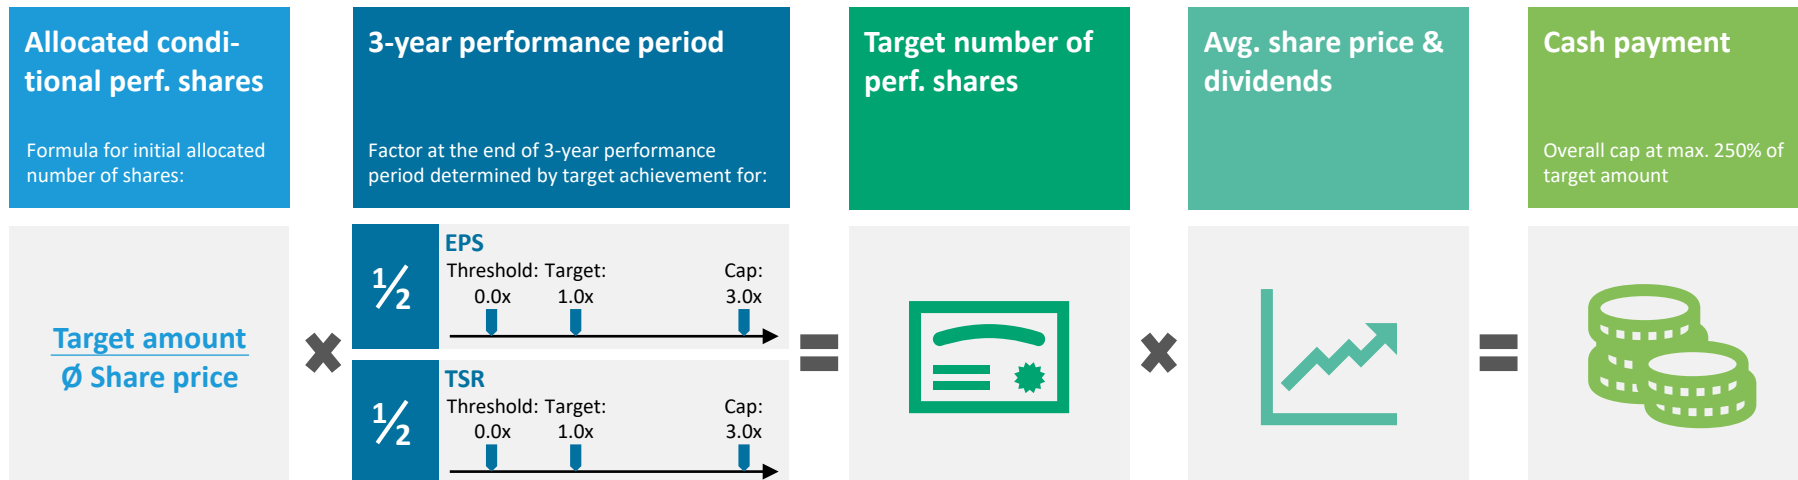 Allocated condi-
tional perf. shares
Formula for initial allocated
number of shares:
Target amount
Ø Share price
3-year performance period
Factor at the end of 3-year performance
period determined by target achievement for:
½
EPS
Threshold: Target: Cap:
0.0x 1.0x 3.0x
½
TSR
Threshold: Target: Cap:
0.0x 1.0x 3.0x
=
Target number of
perf. shares
Avg. share price &
dividends
=
Cash payment
Overall cap at max. 250% of
target amount